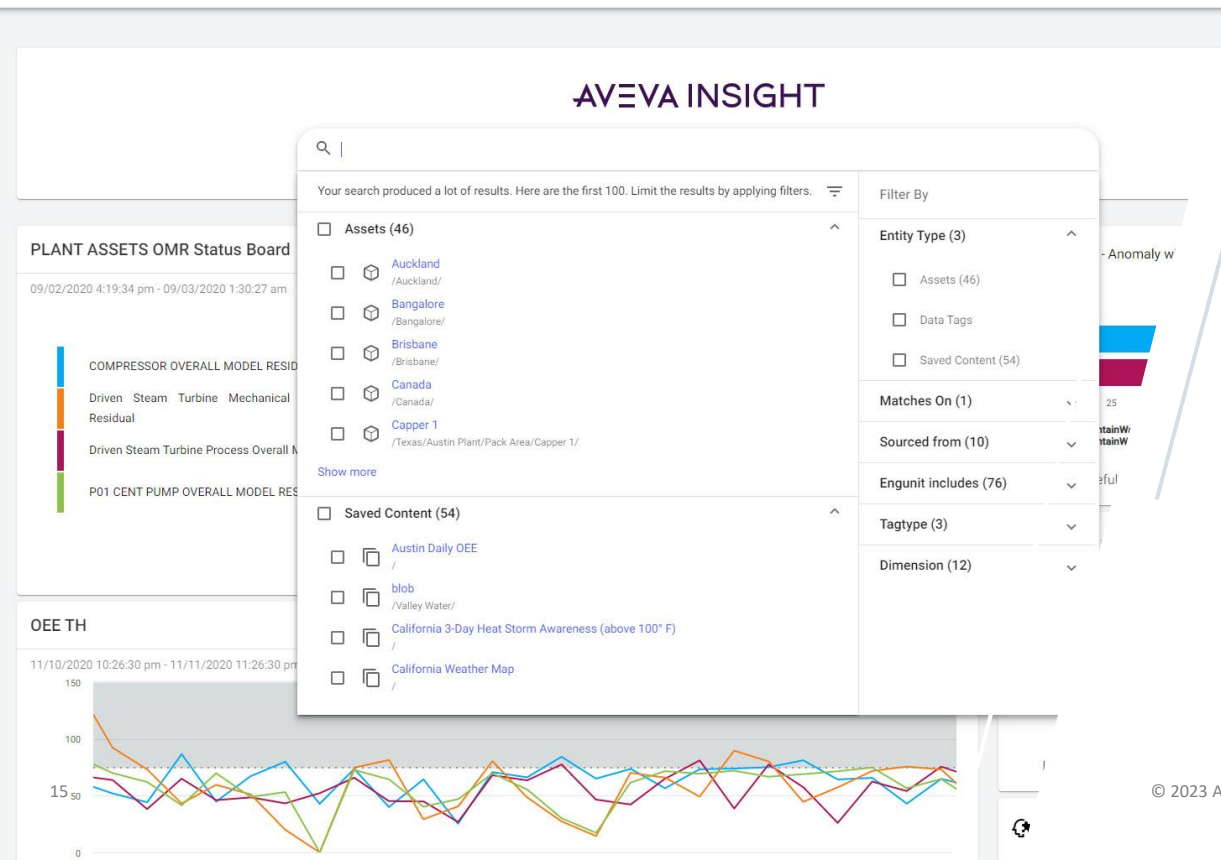 AVEVA INSIGHT
Your search produced a lot of results. Here are the first 100. Limit the results by applying filters.
Assets (46)
Auckland
/Auckland/
Bangalore
/Bangalore/
Brisbane
/Brisbane/
Canada
/Canada/
Capper 1
/Texas/Austin Plant/Pack Area/Capper 1/
Show more
Saved Content (54)
Austin Daily OEE
/
blob
/Valley Water/
California 3-Day Heat Storm Awareness (above 100° F)
/
California Weather Map
/
Filter By
Entity Type (3)
Assets (46)
Data Tags
Saved Content (54)
Matches On (1)
Sourced from (10)
Engunit includes (76)
Tagtype (3)
Dimension (12)
PLANT ASSETS OMR Status Board
09/02/2020 4:19:34 pm - 09/03/2020 1:30:27 am
COMPRESSOR OVERALL MODEL RESID
Driven Steam Turbine Mechanical
Residual
Driven Steam Turbine Process Overall
P01 CENT PUMP OVERALL MODEL RES
- Anomaly w
25
ntainW
ntainW
eful
OEE TH
11/10/2020 10:26:30 pm - 11/11/2020 11:26:30 pm
150
100
50
0
15
© 2023 A